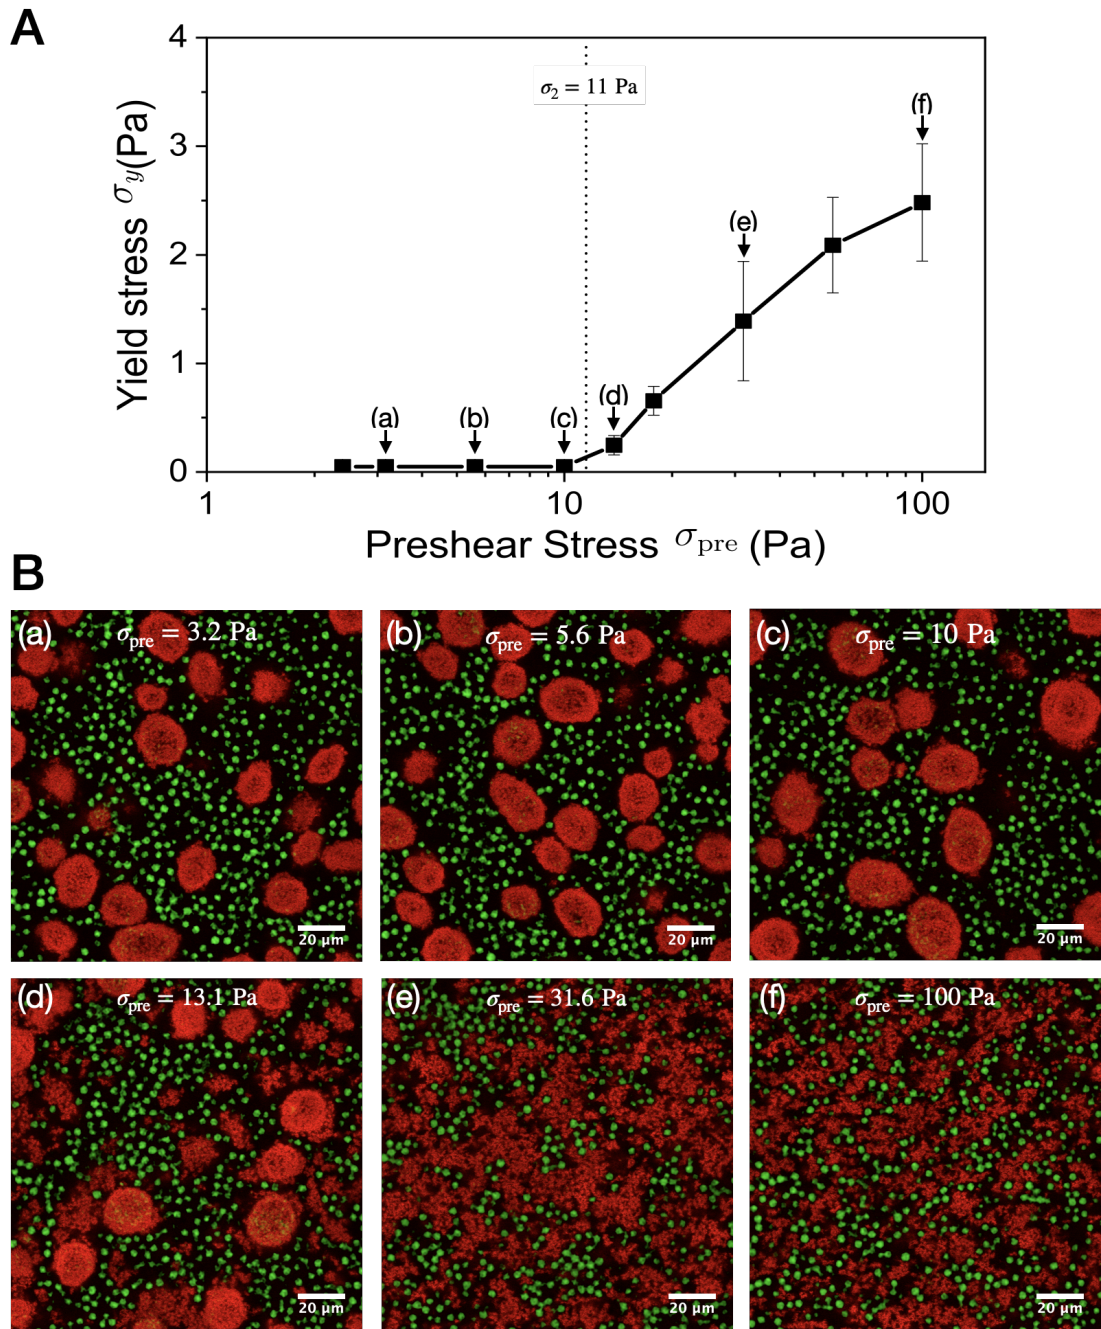 A
4
3
2
1
0
Yield stress σy(Pa)
σ2 = 11 Pa
(a)
(b)
(c)
(d)
(e)
(f)
1
10
100
Preshear Stress σpre (Pa)
B
(a) σpre = 3.2 Pa
20 µm
(b) σpre = 5.6 Pa
20 µm
(c) σpre = 10 Pa
20 µm
(d) σpre = 13.1 Pa
20 µm
(e) σpre = 31.6 Pa
20 µm
(f) σpre = 100 Pa
20 µm